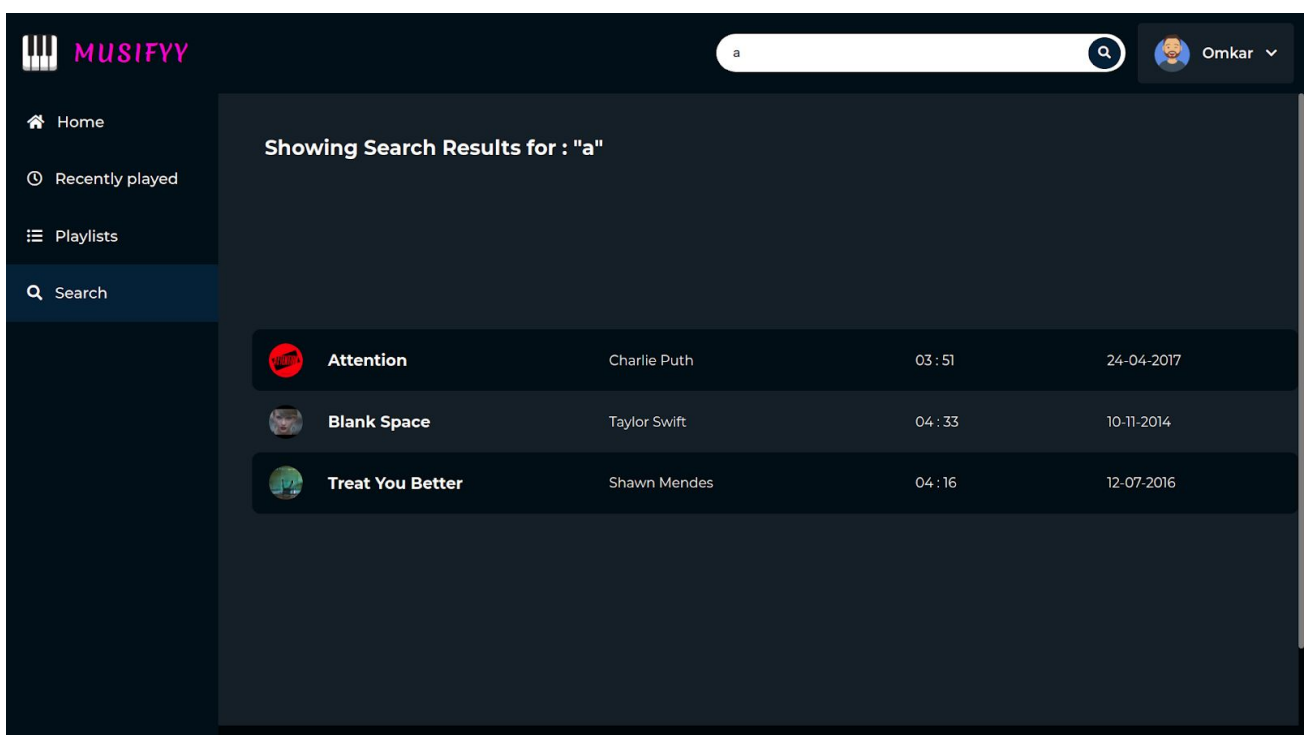 MUSIFYY
a
Omkar
Home
Recently played
Playlists
Search
Showing Search Results for : "a"
Attention Charlie Puth 03 : 51 24-04-2017
Blank Space Taylor Swift 04 : 33 10-11-2014
Treat You Better Shawn Mendes 04 : 16 12-07-2016